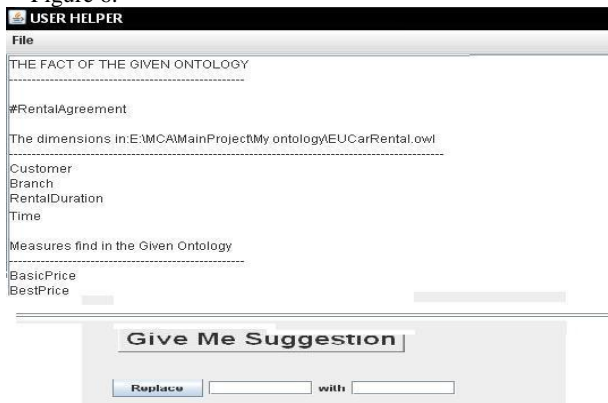 Figure 8.
USER HELPER
File
THE FACT OF THE GIVEN ONTOLOGY
---------------------------------------------------
#RentalAgreement
The dimensions in:E:\MCA\MainProject\My ontology\EUCarRental.owl
---------------------------------------------------
Customer
Branch
RentalDuration
Time
Measures find in the Given Ontology
---------------------------------------------------
BasicPrice
BestPrice
Give Me Suggestion
Replace with